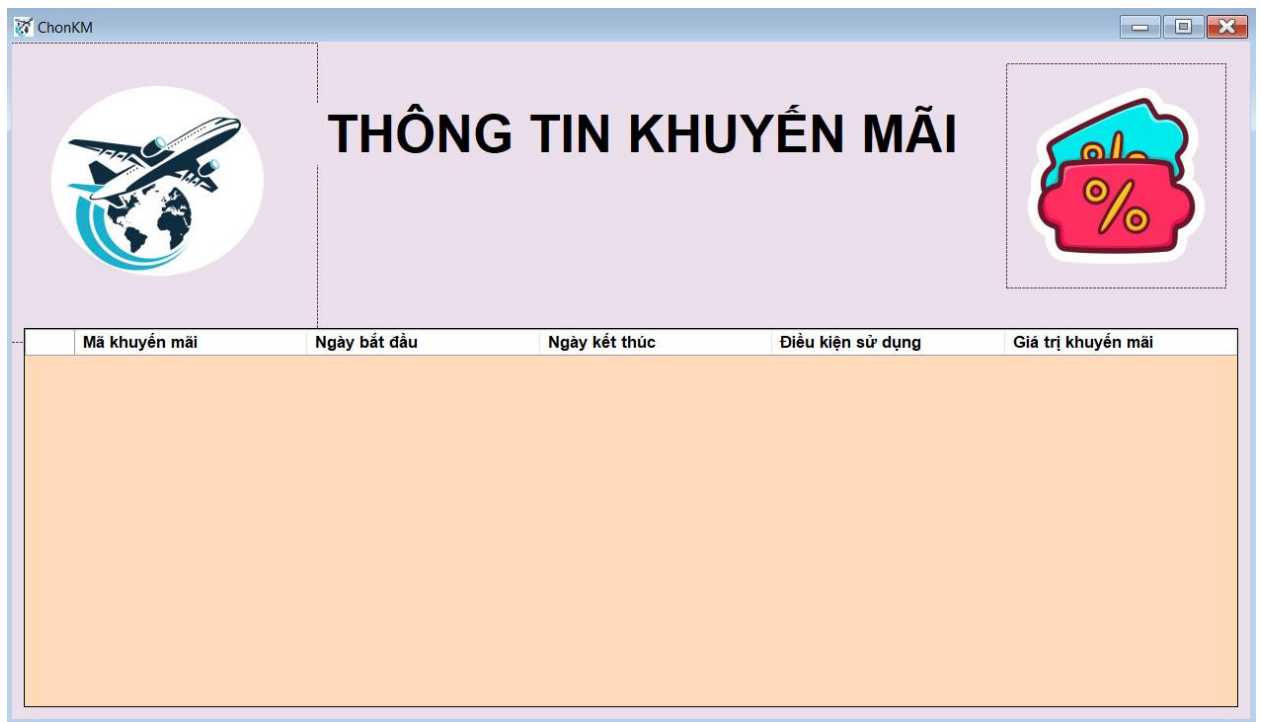 ChonKM
THÔNG TIN KHUYẾN MÃI
%
%
Mã khuyến mãi Ngày bắt đầu Ngày kết thúc Điều kiện sử dụng Giá trị khuyến mãi